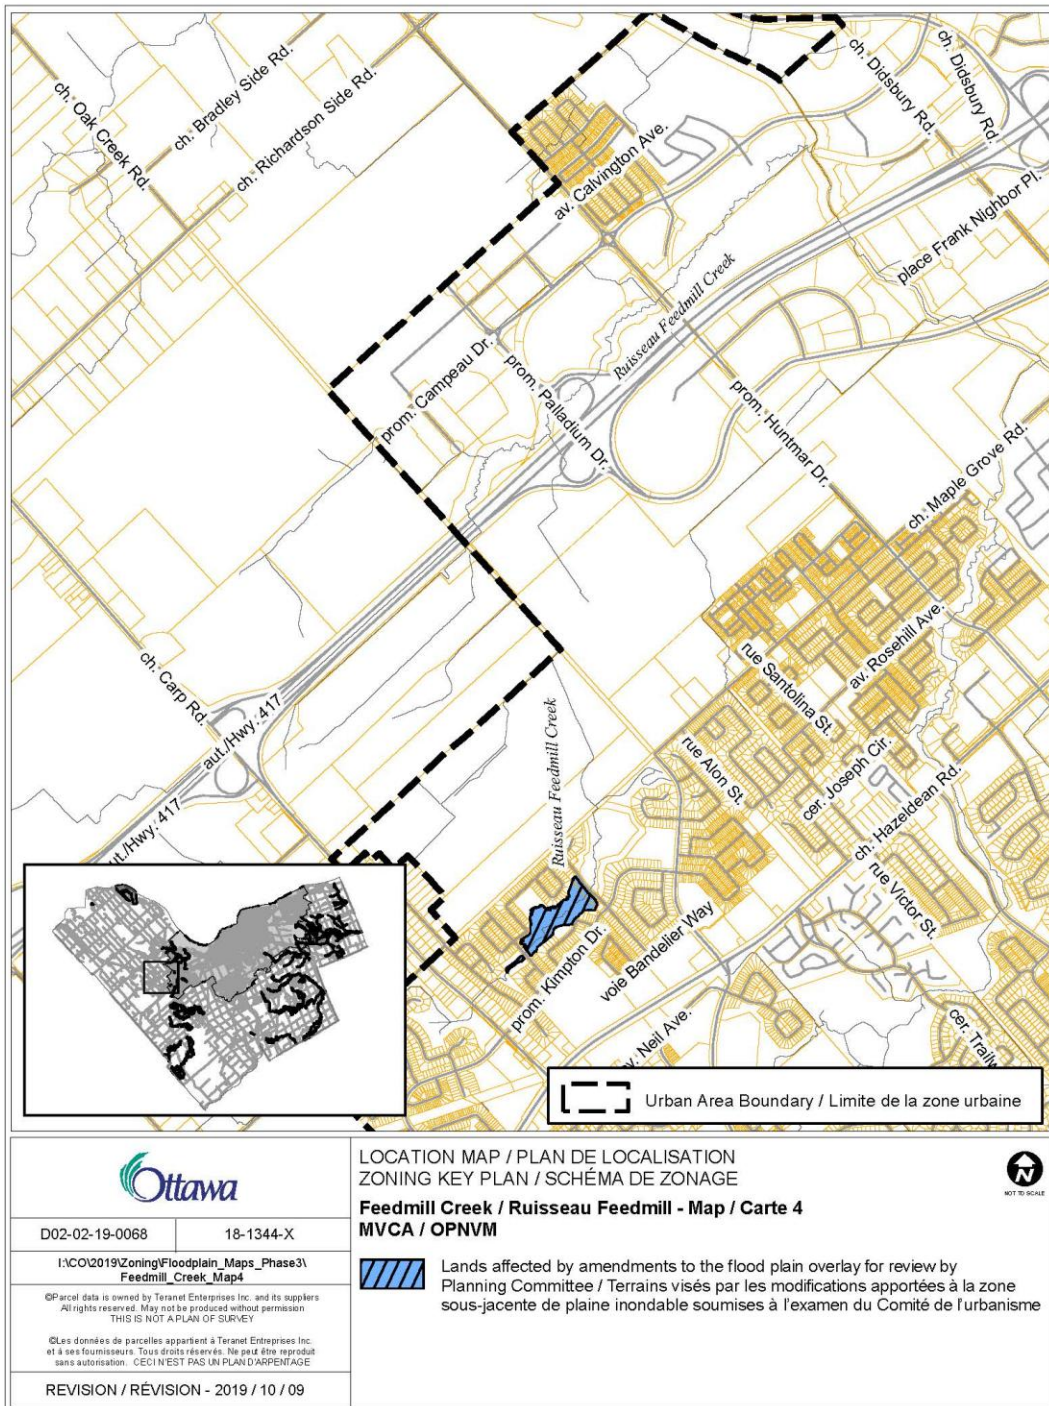 ch. Didsbury Rd.
ch. Didsbury Rd.
ch. Bradley Side Rd.
ch. Oak Creek Rd.
ch. Richardson Side Rd.
av. Calvington Ave.
place Frank Nighbor Pl.
Ruisseau Feedmill Creek
prom. Campeau Dr.
prom. Palladium Dr.
prom. Huntmar Dr.
ch. Maple Grove Rd.
av. Rosehill Ave.
rue Santolina St.
ch. Carp Rd.
aut./Hwy. 417
Ruisseau Feedmill Creek
rue Alon St.
cer. Joseph Cir.
ch. Hazeldean Rd.
ut./Hwy. 417
rue Victor St.
voie Bandelier Way
prom. Kimpton Dr.
v. Neil Ave.
cer. Trailw
Urban Area Boundary / Limite de la zone urbaine
Ottawa
D02-02-19-0068
18-1344-X
I:\CO\2019\Zoning\Floodplain_Maps_Phase3\
Feedmill_Creek_Map4
©Parcel data is owned by Teranet Enterprises Inc. and its suppliers
All rights reserved. May not be produced without permission
THIS IS NOT A PLAN OF SURVEY
©Les données de parcelles appartient à Teranet Entreprises Inc.
et à ses fournisseurs. Tous droits réservés. Ne peut être reproduit
sans autorisation. CECI N'EST PAS UN PLAN D'ARPENTAGE
REVISION / RÉVISION - 2019 / 10 / 09
LOCATION MAP / PLAN DE LOCALISATION
ZONING KEY PLAN / SCHÉMA DE ZONAGE
Feedmill Creek / Ruisseau Feedmill - Map / Carte 4
MVCA / OPNVM
N
NOT TO SCALE
Lands affected by amendments to the flood plain overlay for review by
Planning Committee / Terrains visés par les modifications apportées à la zone
sous-jacente de plaine inondable soumises à l'examen du Comité de l'urbanisme